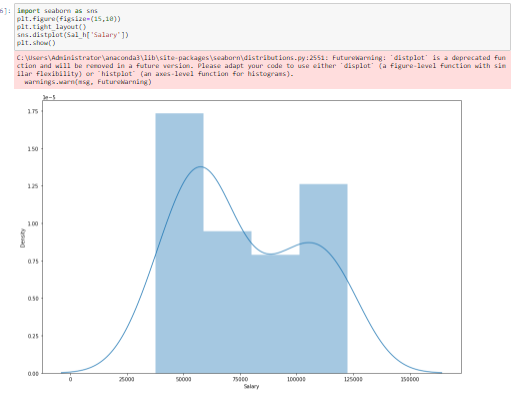 6]:
import seaborn as sns
plt.figure(figsize=(15,10))
plt.tight_layout()
sns.distplot(Sal_h['Salary'])
plt.show()
C:\Users\Administrator\anaconda3\lib\site-packages\seaborn\distributions.py:2551: FutureWarning: `distplot` is a deprecated fun
ction and will be removed in a future version. Please adapt your code to use either `displot` (a figure-level function with sim
ilar flexibility) or `histplot` (an axes-level function for histograms).
warnings.warn(msg, FutureWarning)
1e-5
1.75
1.50
1.25
1.00
0.75
0.50
0.25
0.00
Density
0 25000 50000 75000 100000 125000 150000
Salary